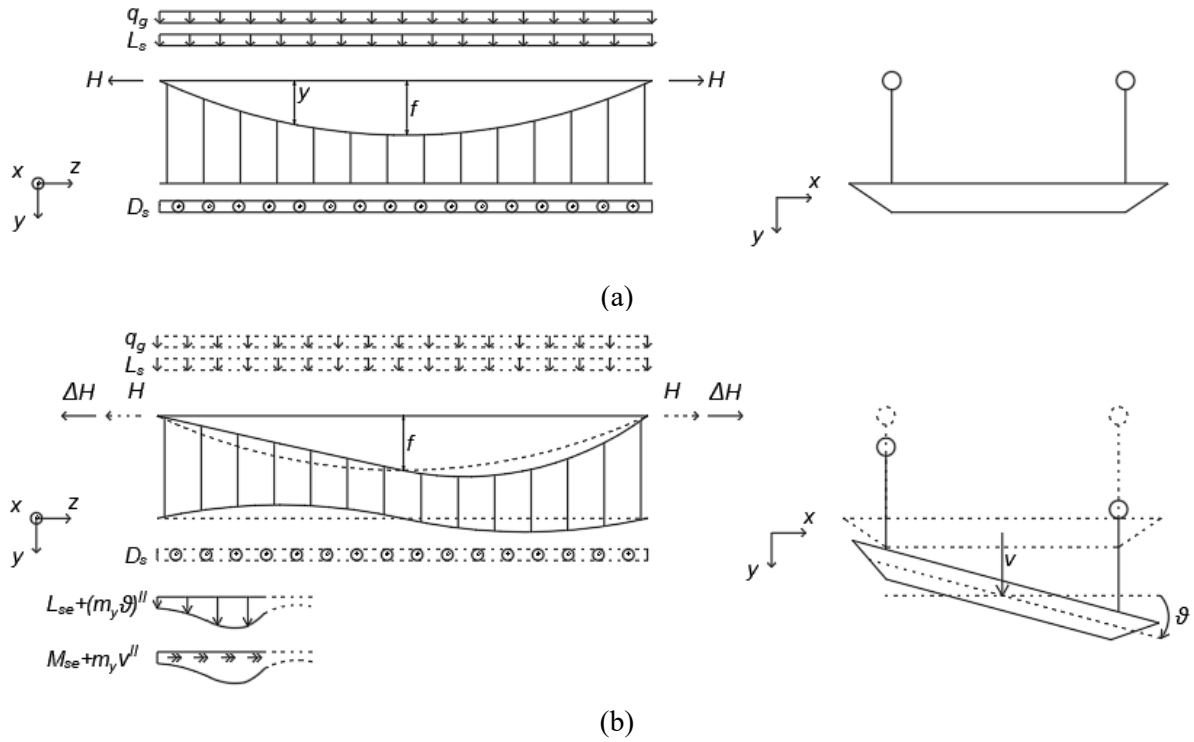 q_g
L_s
H
y
f
H
x
z
y
D_s
x
y
(a)
q_g
L_s
ΔH
H
H
ΔH
f
x
z
y
D_s
x
y
v
ϑ
L_se+(m_yϑ)^II
M_se+m_yv^II
(b)